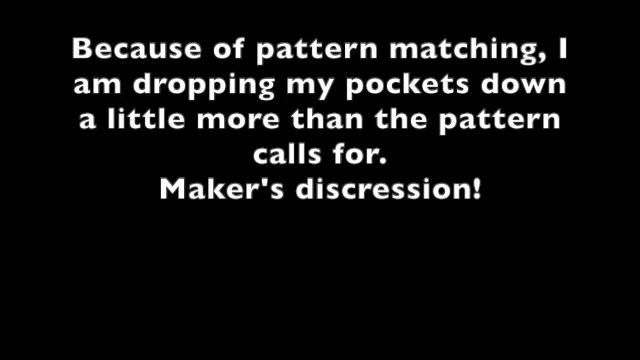 Because of pattern matching, I
am dropping my pockets down
a little more than the pattern
calls for.
Maker's discression!